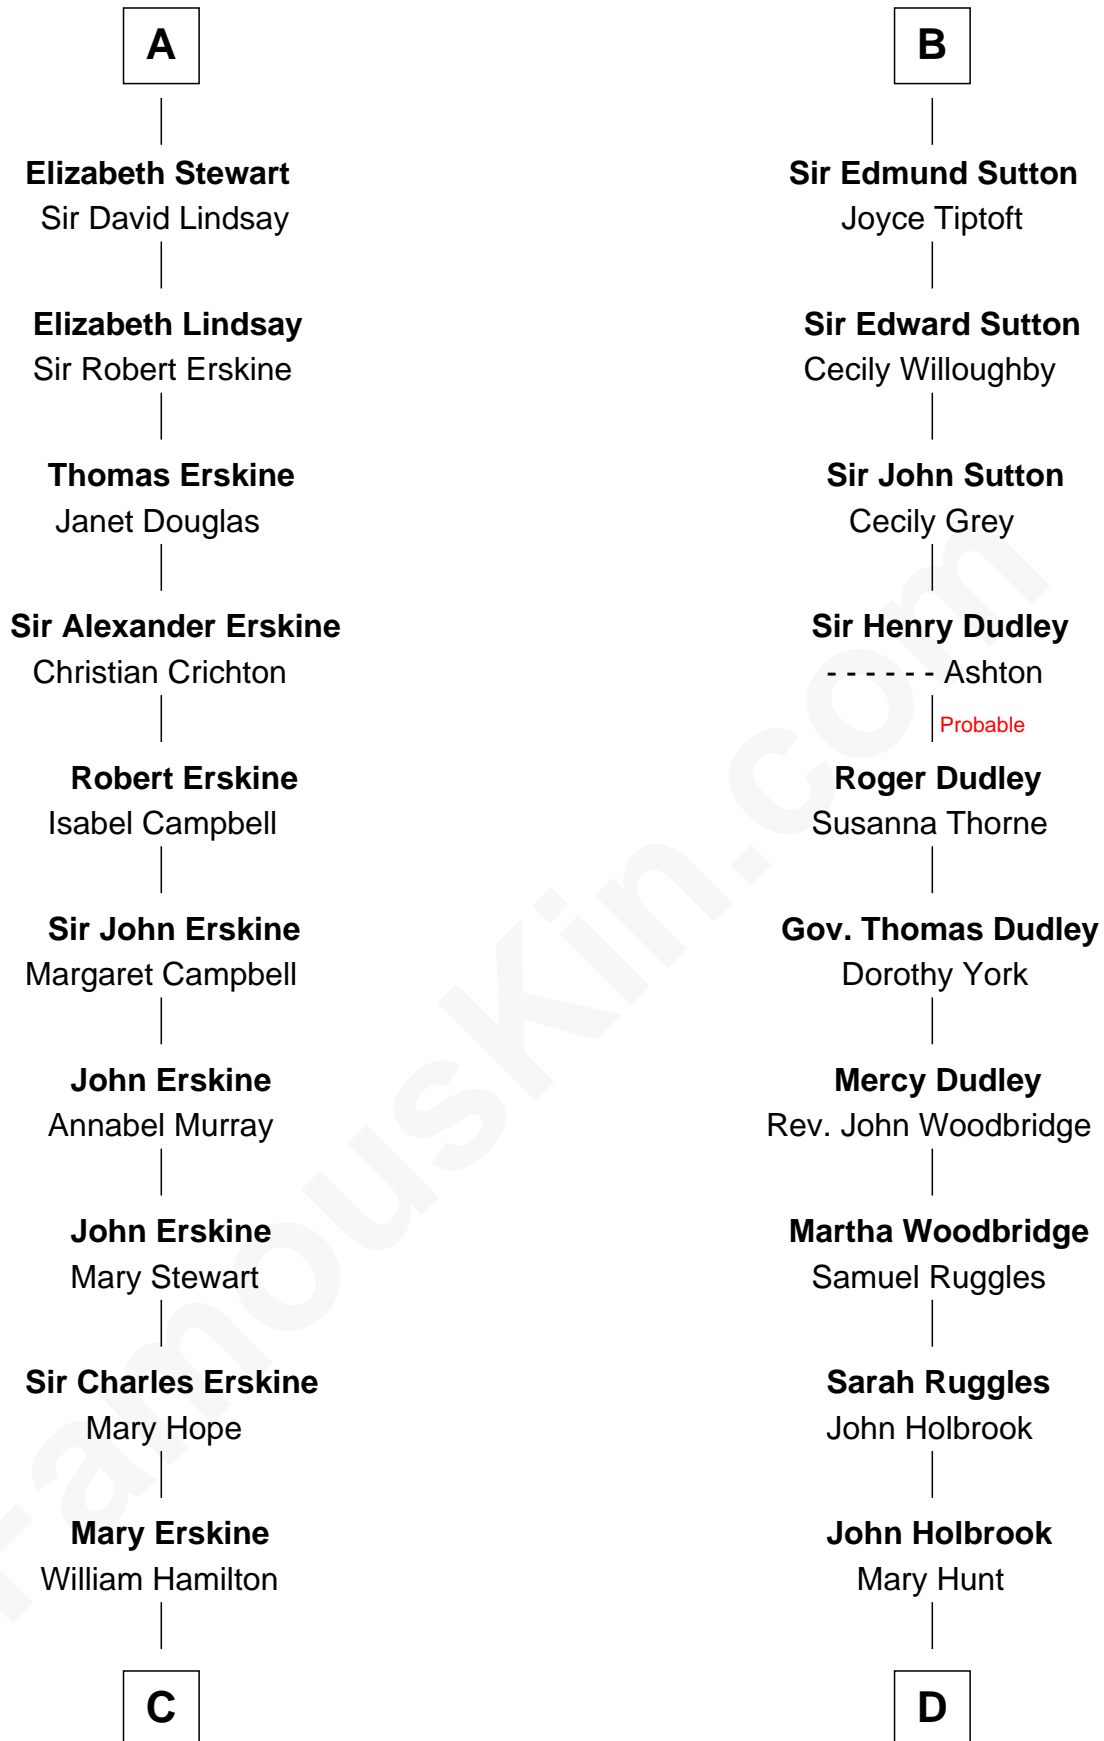 A
Elizabeth Stewart
Sir David Lindsay
Elizabeth Lindsay
Sir Robert Erskine
Thomas Erskine
Janet Douglas
Sir Alexander Erskine
Christian Crichton
Robert Erskine
Isabel Campbell
Sir John Erskine
Margaret Campbell
John Erskine
Annabel Murray
John Erskine
Mary Stewart
Sir Charles Erskine
Mary Hope
Mary Erskine
William Hamilton
C
B
Sir Edmund Sutton
Joyce Tiptoft
Sir Edward Sutton
Cecily Willoughby
Sir John Sutton
Cecily Grey
Sir Henry Dudley
- - - - - - Ashton
Probable
Roger Dudley
Susanna Thorne
Gov. Thomas Dudley
Dorothy York
Mercy Dudley
Rev. John Woodbridge
Martha Woodbridge
Samuel Ruggles
Sarah Ruggles
John Holbrook
John Holbrook
Mary Hunt
D
FamousKin.com